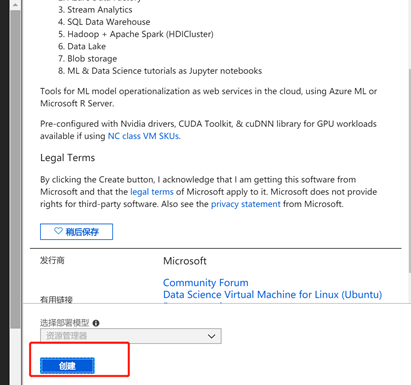 3. Stream Analytics
4. SQL Data Warehouse
5. Hadoop + Apache Spark (HDICluster)
6. Data Lake
7. Blob storage
8. ML & Data Science tutorials as Jupyter notebooks
Tools for ML model operationalization as web services in the cloud, using Azure ML or
Microsoft R Server.
Pre-configured with Nvidia drivers, CUDA Toolkit, & cuDNN library for GPU workloads
available if using NC class VM SKUs.
Legal Terms
By clicking the Create button, I acknowledge that I am getting this software from
Microsoft and that the legal terms of Microsoft apply to it. Microsoft does not provide
rights for third-party software. Also see the privacy statement from Microsoft.
稍后保存
发行商 Microsoft
Community Forum
有用链接 Data Science Virtual Machine for Linux (Ubuntu)
选择部署模型
资源管理器
创建